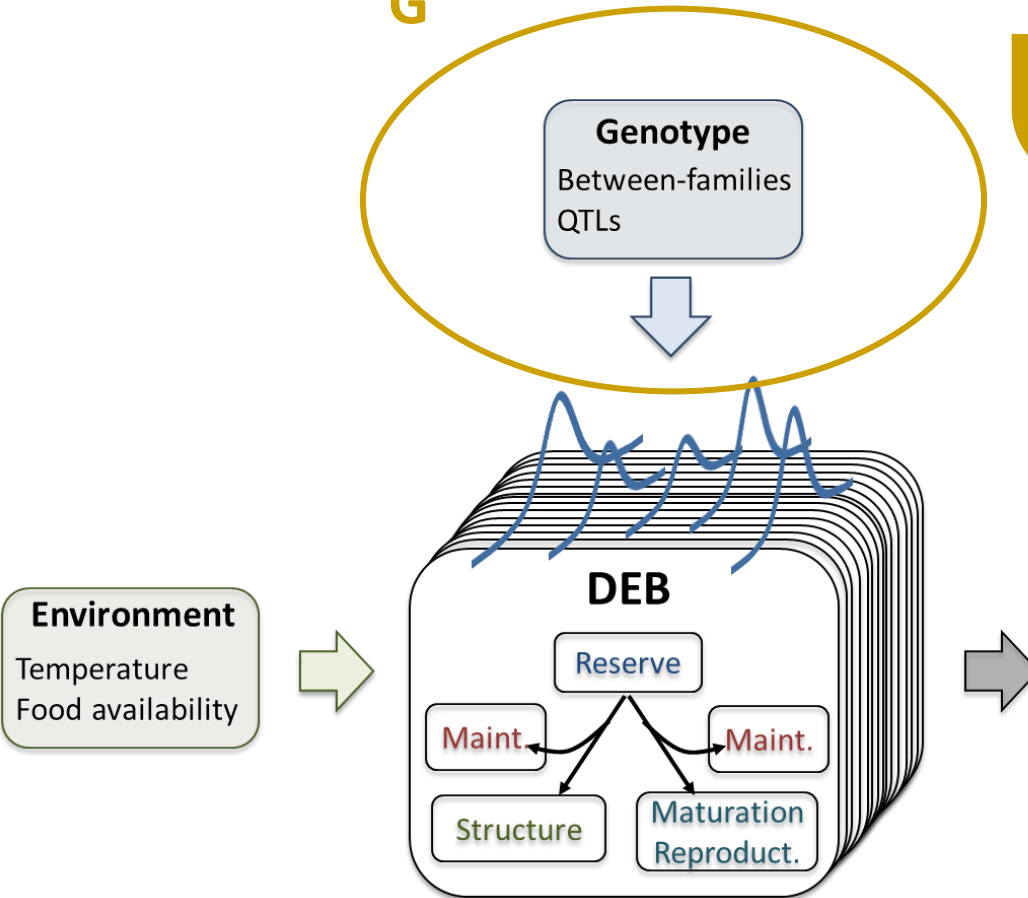 G
Genotype
Between-families
QTLs
DEB
Environment
Temperature
Food availability
Reserve
Maint.
Maint.
Structure
Maturation
Reproduct.